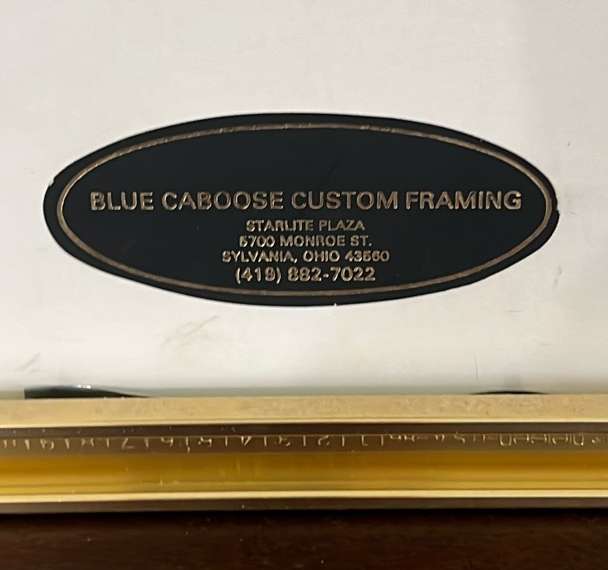 BLUE CABOOSE CUSTOM FRAMING
STARLITE PLAZA
5700 MONROE ST.
SYLVANIA, OHIO 43560
(419) 882-7022